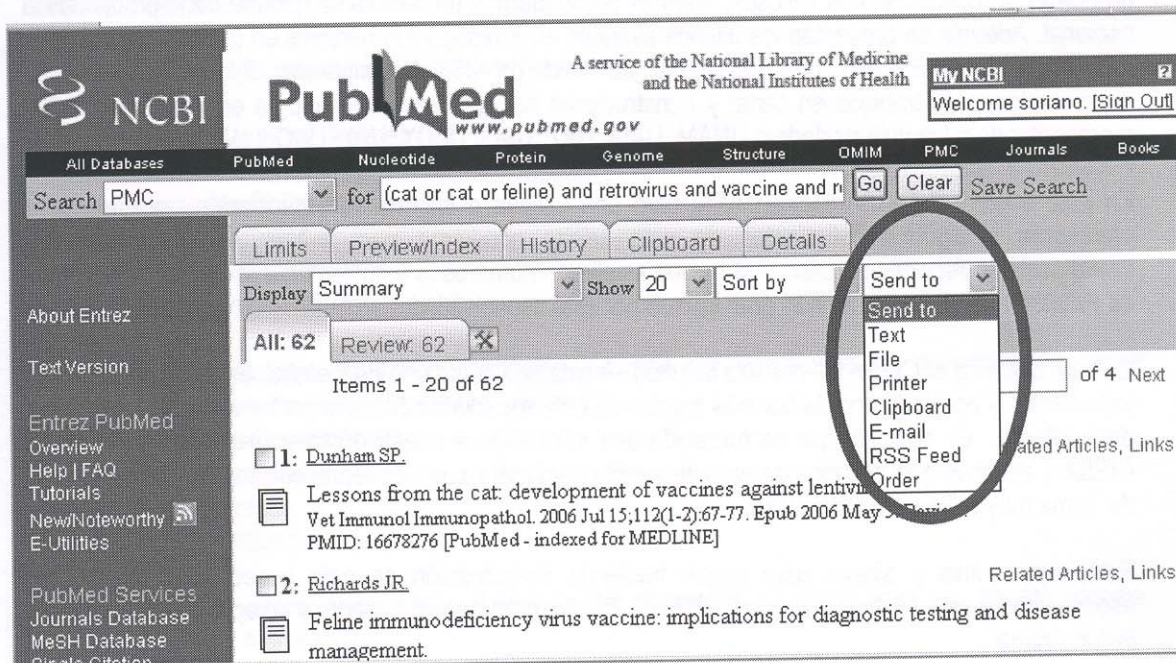 A service of the National Library of Medicine
and the National Institutes of Health
NCBI
PubMed
www.pubmed.gov
My NCBI ?
Welcome soriano. [Sign Out]
All Databases PubMed Nucleotide Protein Genome Structure OMIM PMC Journals Books
Search PMC for (cat or cat or feline) and retrovirus and vaccine and Go Clear Save Search
Limits Preview/Index History Clipboard Details
Display Summary Show 20 Sort by Send to
Send to
Text
File
Printer
Clipboard
E-mail
RSS Feed
Order
All: 62 Review: 62
Items 1 - 20 of 62
of 4 Next
About Entrez
Text Version
Entrez PubMed
Overview
Help | FAQ
Tutorials
New/Noteworthy
E-Utilities
PubMed Services
Journals Database
MeSH Database
1: Dunham SP. Articles, Links
Lessons from the cat: development of vaccines against
Vet Immunol Immunopathol. 2006 Jul 15;112(1-2):67-77. Epub 2006 May
PMID: 16678276 [PubMed - indexed for MEDLINE]
2: Richards JR. Related Articles, Links
Feline immunodeficiency virus vaccine: implications for diagnostic testing and disease
management.